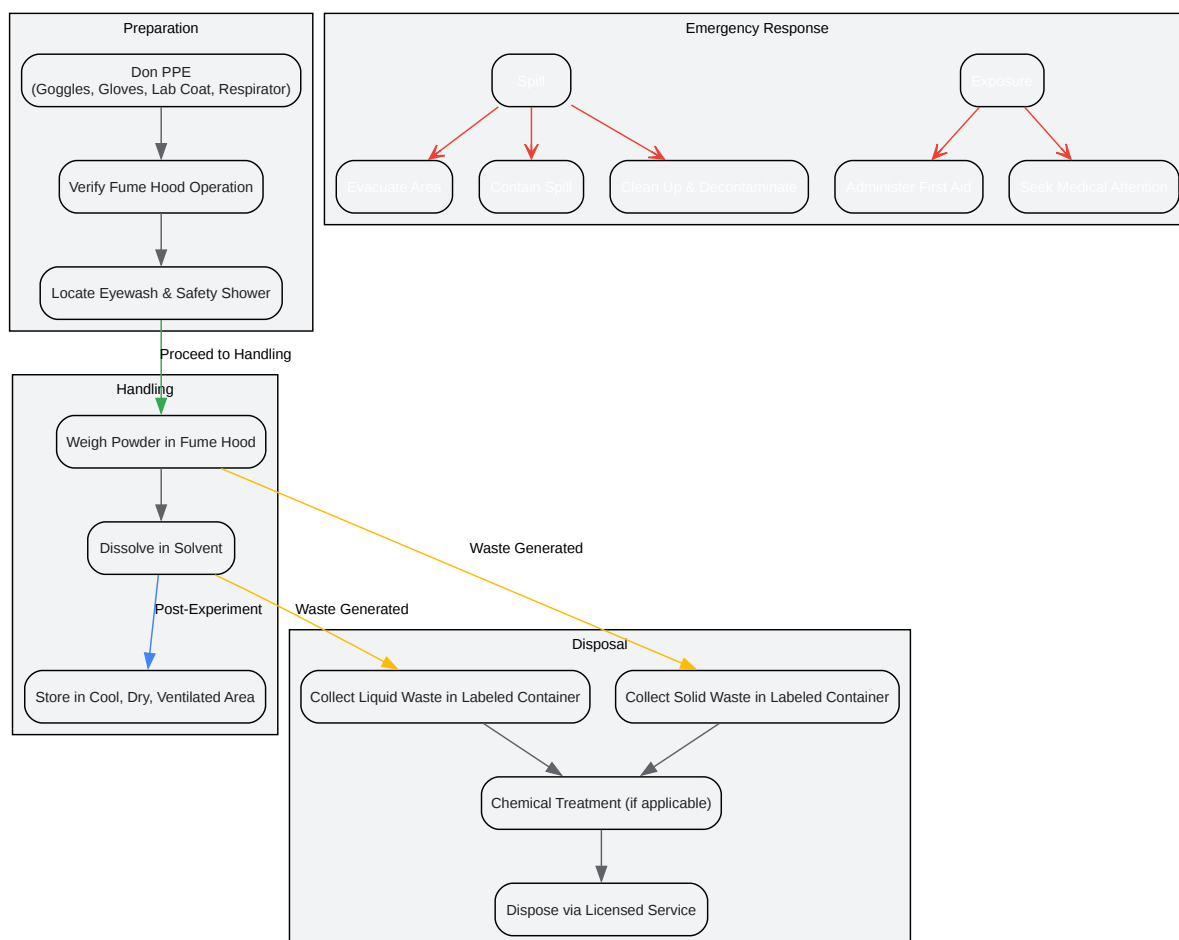 Preparation
Don PPE
(Goggles, Gloves, Lab Coat, Respirator)
Verify Fume Hood Operation
Locate Eyewash & Safety Shower
Emergency Response
Spill
Exposure
Evacuate Area
Contain Spill
Clean Up & Decontaminate
Administer First Aid
Seek Medical Attention
Proceed to Handling
Handling
Weigh Powder in Fume Hood
Dissolve in Solvent
Waste Generated
Post-Experiment
Waste Generated
Store in Cool, Dry, Ventilated Area
Disposal
Collect Liquid Waste in Labeled Container
Collect Solid Waste in Labeled Container
Chemical Treatment (if applicable)
Dispose via Licensed Service